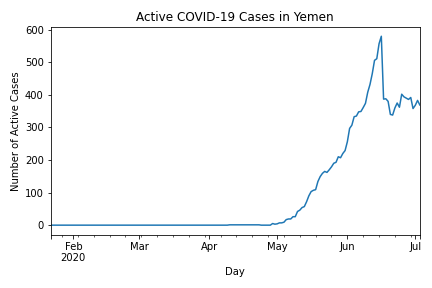 Active COVID-19 Cases in Yemen
Number of Active Cases
600
500
400
300
200
100
0
Feb Mar Apr May Jun Jul
2020
Day